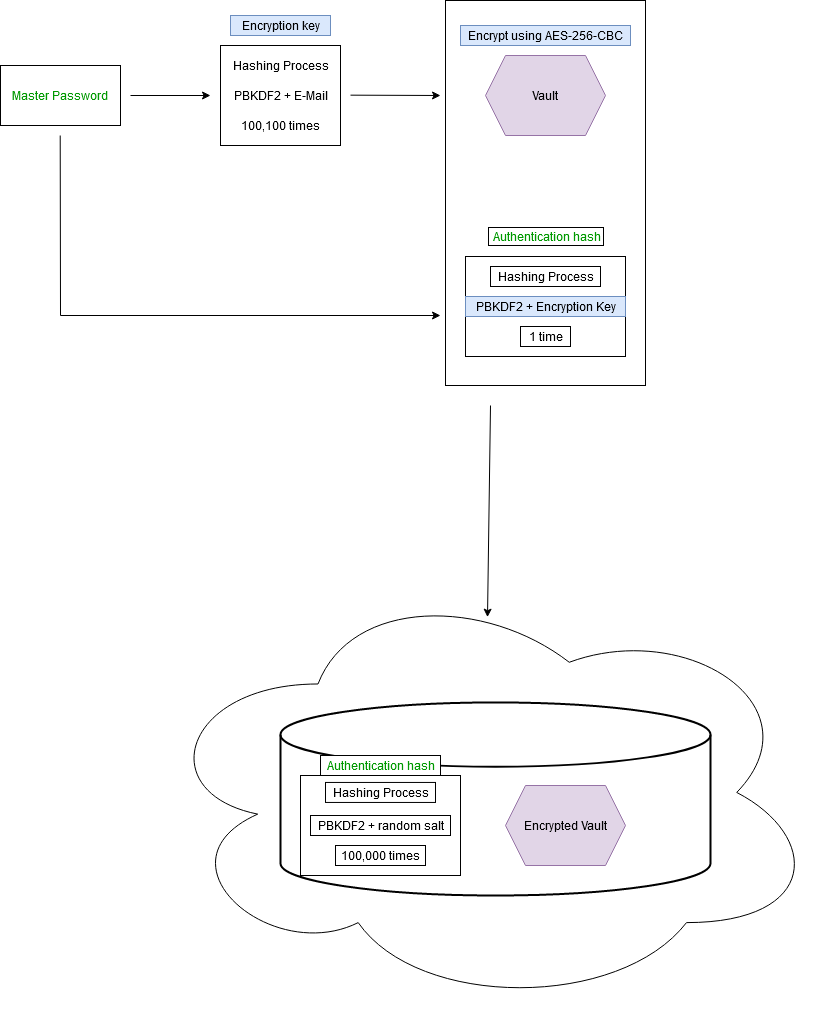 Encryption key
Encrypt using AES-256-CBC
Master Password
Hashing Process
PBKDF2 + E-Mail
100,100 times
Vault
Authentication hash
Hashing Process
PBKDF2 + Encryption Key
1 time
Authentication hash
Hashing Process
PBKDF2 + random salt
100,000 times
Encrypted Vault